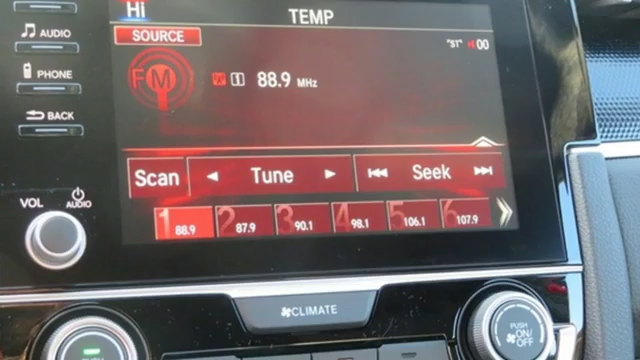 Hi TEMP
AUDIO
SOURCE
"ST" 00
FM 1 88.9 MHz
PHONE
BACK
Scan Tune Seek
VOL AUDIO
1 88.9 2 87.9 3 90.1 4 98.1 5 106.1 6 107.9
CLIMATE
PUSH
ON/
OFF